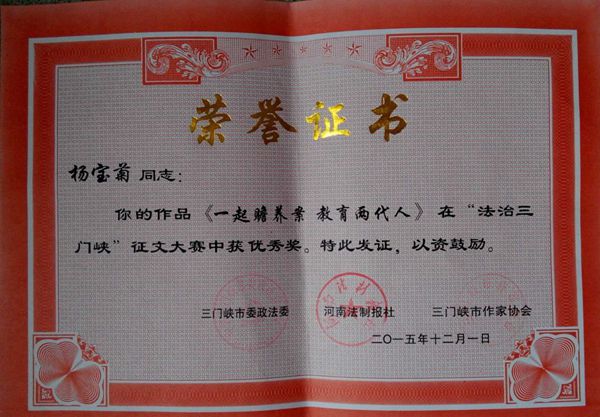 荣誉证书
杨宝菊 同志：
你的作品《一起赡养案 教育两代人》在“法治三
门峡”征文大赛中获优秀奖。特此发证，以资鼓励。
三门峡市委政法委 河南法制报社 三门峡市作家协会
二〇一五年十二月一日